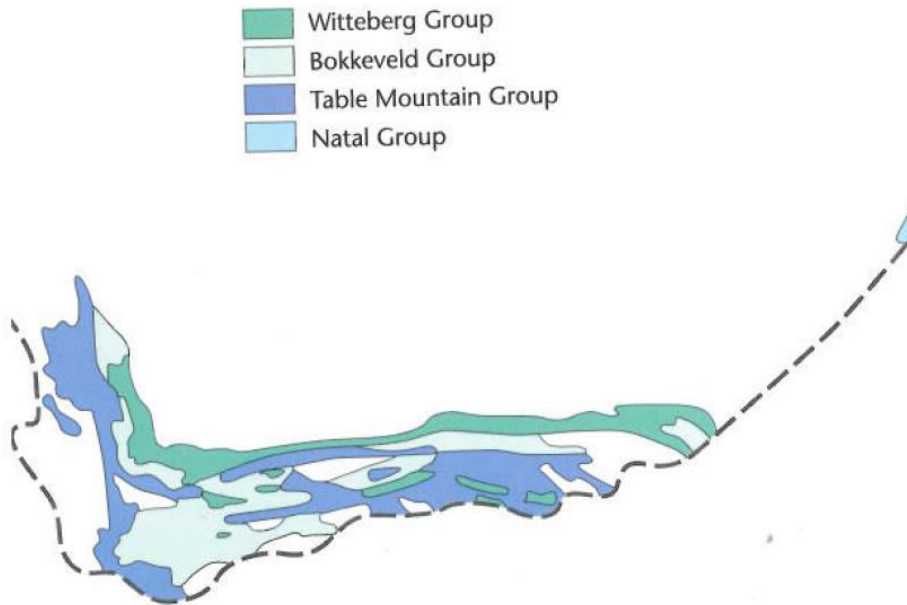 Witteberg Group
Bokkeveld Group
Table Mountain Group
Natal Group